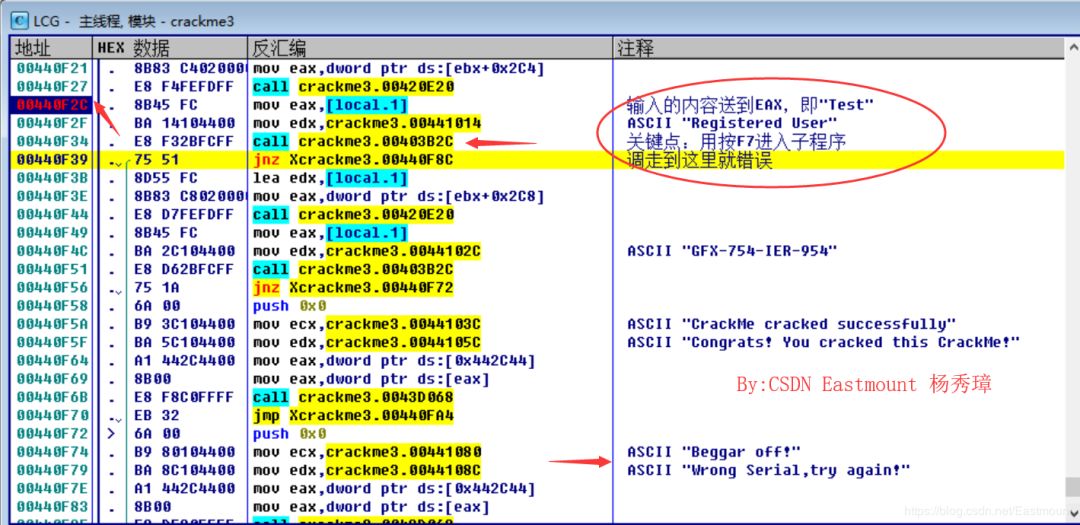 LCG - 主线程, 模块 - crackme3
地址 HEX 数据 反汇编 注释
00440F21 . 8B83 C4020000 mov eax,dword ptr ds:[ebx+0x2C4]
00440F27 . E8 F4FEFDFF call crackme3.00420E20
00440F2C . 8B45 FC mov eax,[local.1] 输入的内容送到EAX，即"Test"
00440F2F . BA 14104400 mov edx,crackme3.00441014 ASCII "Registered User"
00440F34 . E8 F32BFCFF call crackme3.00403B2C 关键点：用按F7进入子程序
00440F39 .⌄ 75 51 jnz Xcrackme3.00440F8C 调走到这里就错误
00440F3B . 8D55 FC lea edx,[local.1]
00440F3E . 8B83 C8020000 mov eax,dword ptr ds:[ebx+0x2C8]
00440F44 . E8 D7FEFDFF call crackme3.00420E20
00440F49 . 8B45 FC mov eax,[local.1]
00440F4C . BA 2C104400 mov edx,crackme3.0044102C ASCII "GFX-754-IER-954"
00440F51 . E8 D62BFCFF call crackme3.00403B2C
00440F56 .⌄ 75 1A jnz Xcrackme3.00440F72
00440F58 . 6A 00 push 0x0
00440F5A . B9 3C104400 mov ecx,crackme3.0044103C ASCII "CrackMe cracked successfully"
00440F5F . BA 5C104400 mov edx,crackme3.0044105C ASCII "Congrats! You cracked this CrackMe!"
00440F64 . A1 442C4400 mov eax,dword ptr ds:[0x442C44]
00440F69 . 8B00 mov eax,dword ptr ds:[eax]
00440F6B . E8 F8C0FFFF call crackme3.0043D068
By:CSDN Eastmount 杨秀璋
00440F70 .⌄ EB 32 jmp Xcrackme3.00440FA4
00440F72 > 6A 00 push 0x0
00440F74 . B9 80104400 mov ecx,crackme3.00441080 ASCII "Beggar off!"
00440F79 . BA 8C104400 mov edx,crackme3.0044108C ASCII "Wrong Serial,try again!"
00440F7E . A1 442C4400 mov eax,dword ptr ds:[0x442C44]
00440F83 . 8B00 mov eax,dword ptr ds:[eax]
https://blog.csdn.net/Eastmount